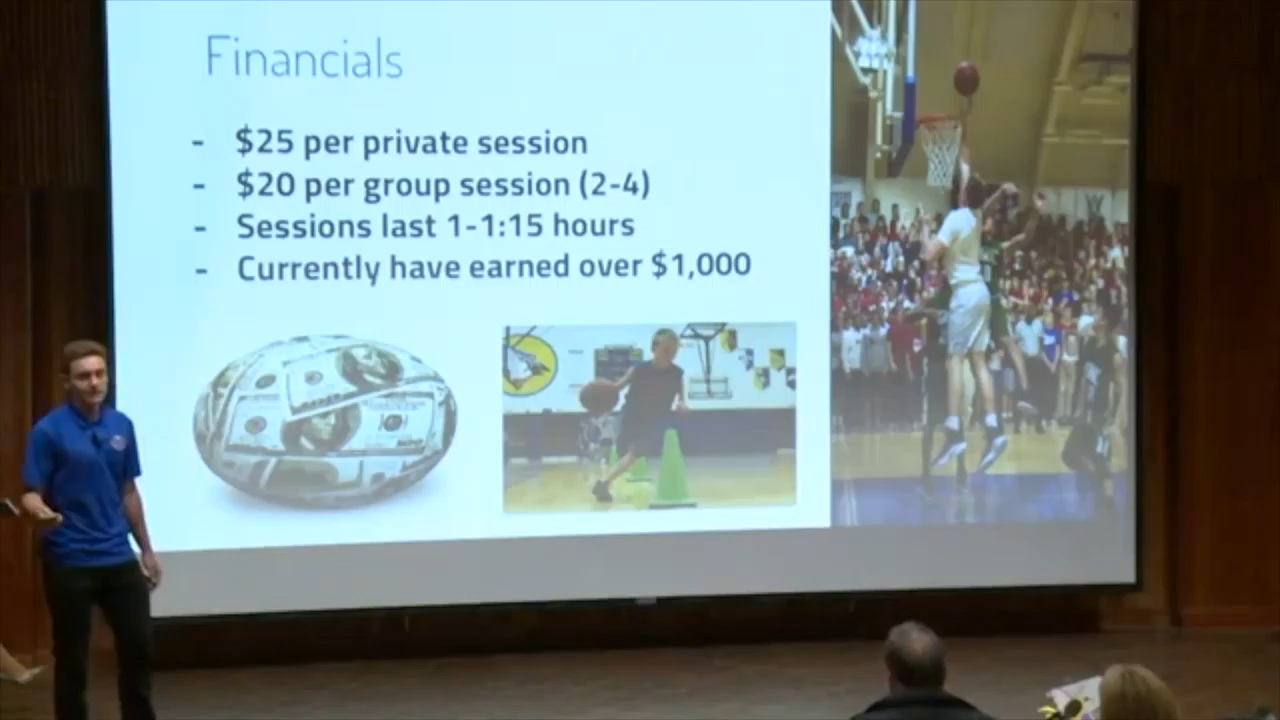 Financials
- $25 per private session
- $20 per group session (2-4)
- Sessions last 1-1:15 hours
- Currently have earned over $1,000